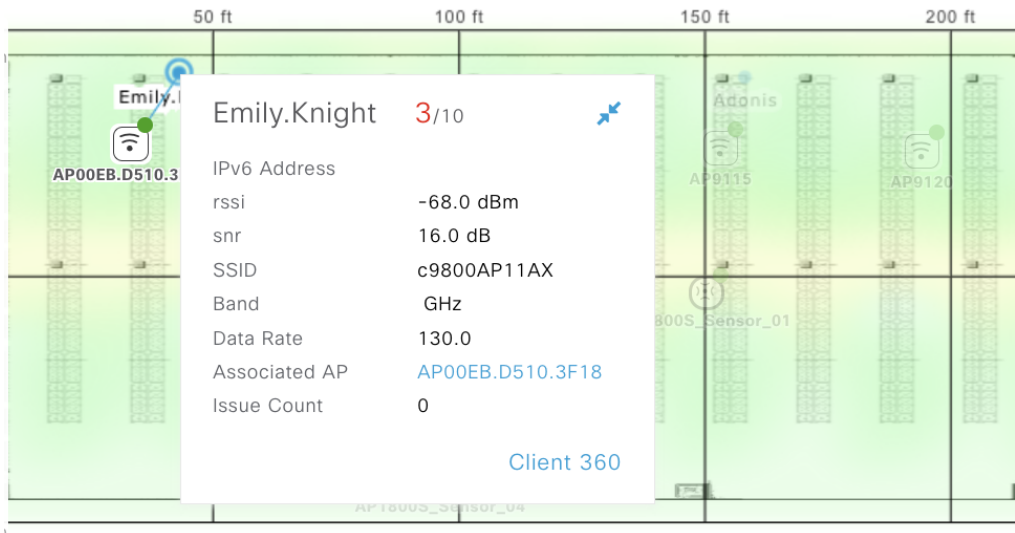 50 ft 100 ft 150 ft 200 ft
Emily.
Adonis
AP00EB.D510.3
AP9115
AP9120
Emily.Knight 3/10
IPv6 Address
rssi -68.0 dBm
snr 16.0 dB
SSID c9800AP11AX
Band GHz
Data Rate 130.0
Associated AP AP00EB.D510.3F18
Issue Count 0
Client 360
800S_Sensor_01
AP1800S_Sensor_04